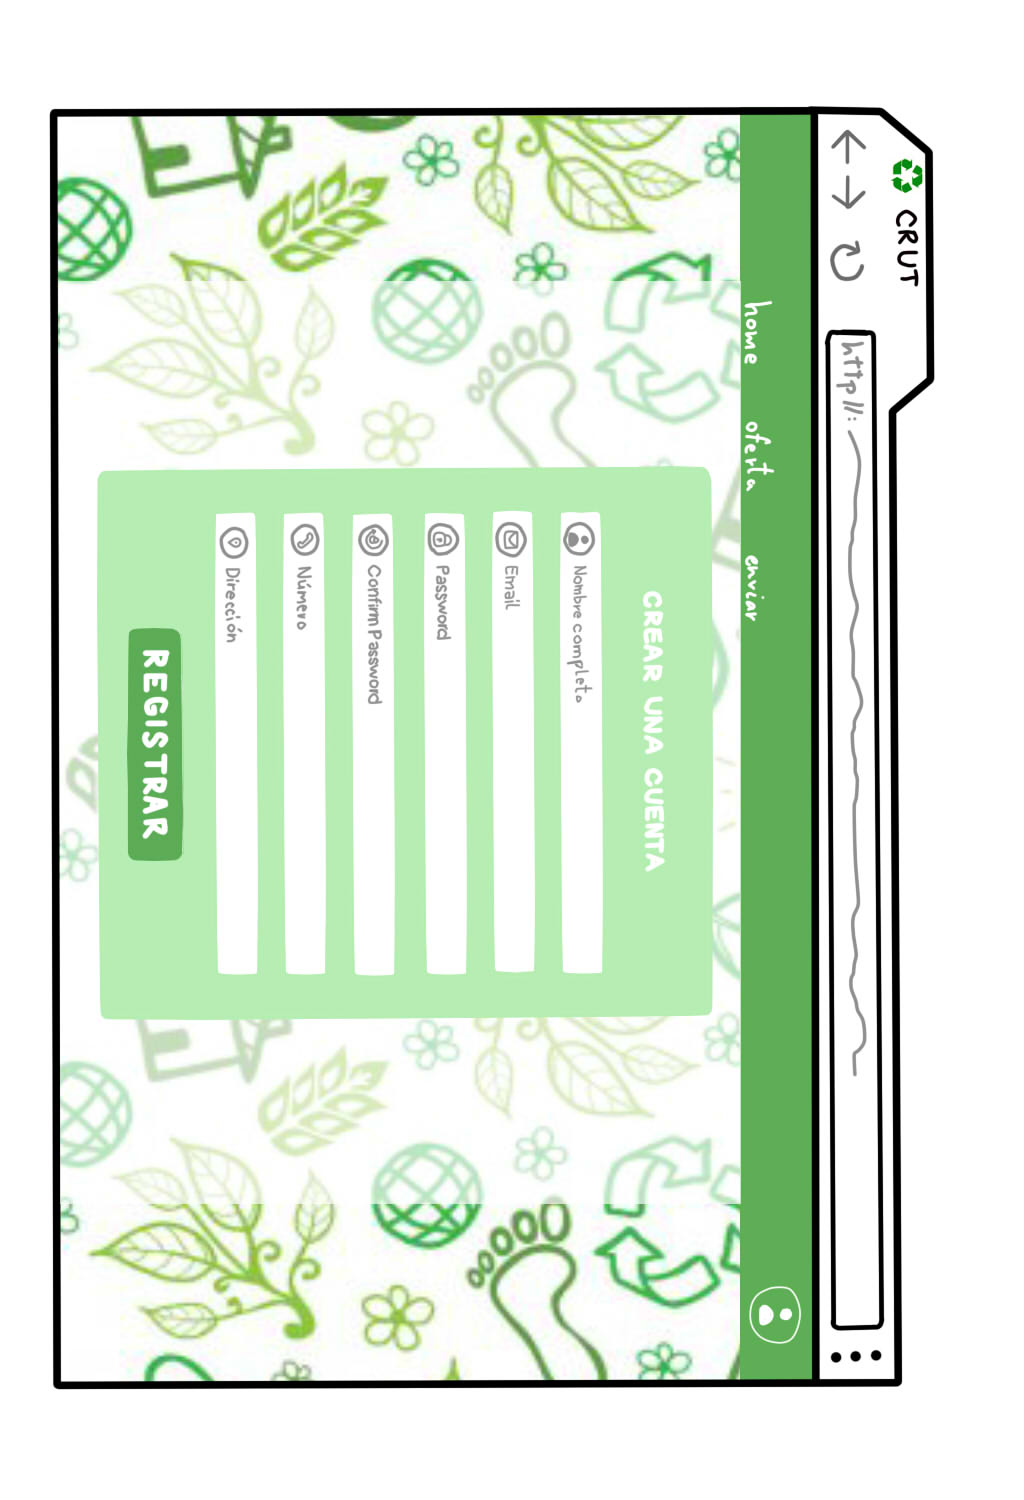 CRUT
http//:
home oferta enviar
CREAR UNA CUENTA
Nombre completo
Email
Password
Confirm Password
Número
Dirección
REGISTRAR